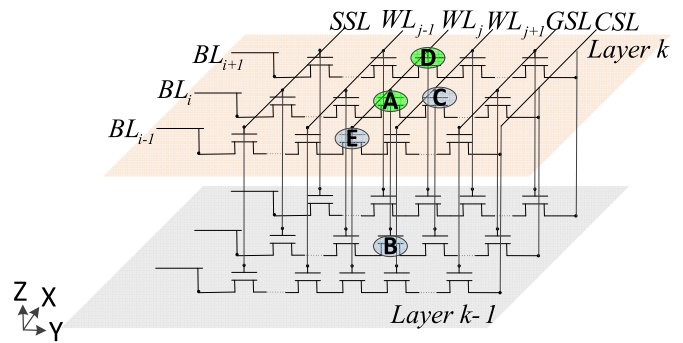 SSL WLj-1 WLj WLj+1 GSL CSL
Layer k
BLi+1
D
BLi
A C
BLi-1
E
B
Layer k-1
Z X
Y